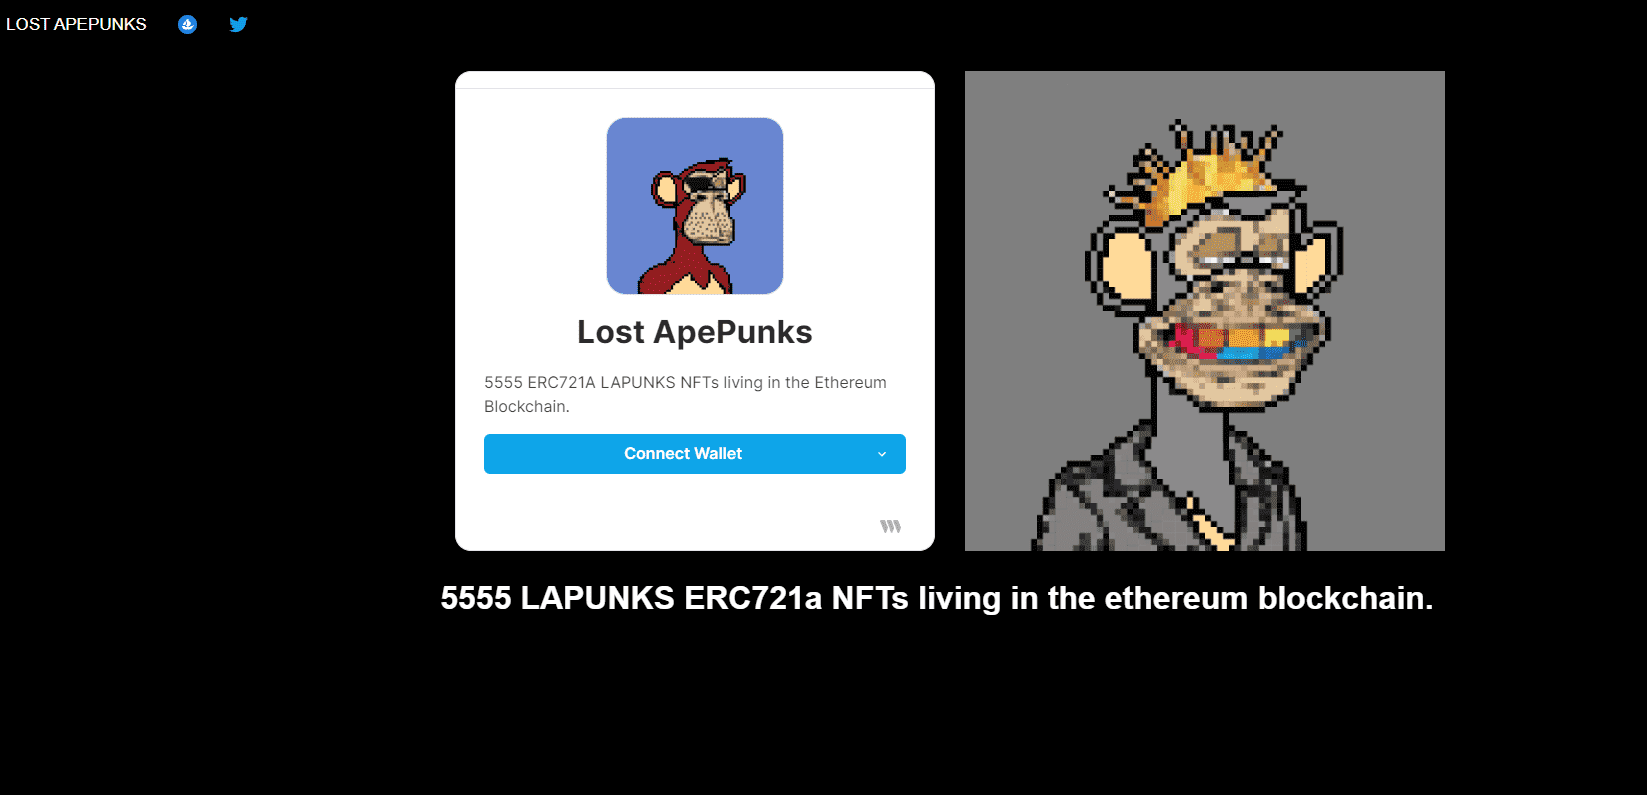 LOST APEPUNKS
Lost ApePunks
5555 ERC721A LAPUNKS NFTs living in the Ethereum
Blockchain.
Connect Wallet
5555 LAPUNKS ERC721a NFTs living in the ethereum blockchain.